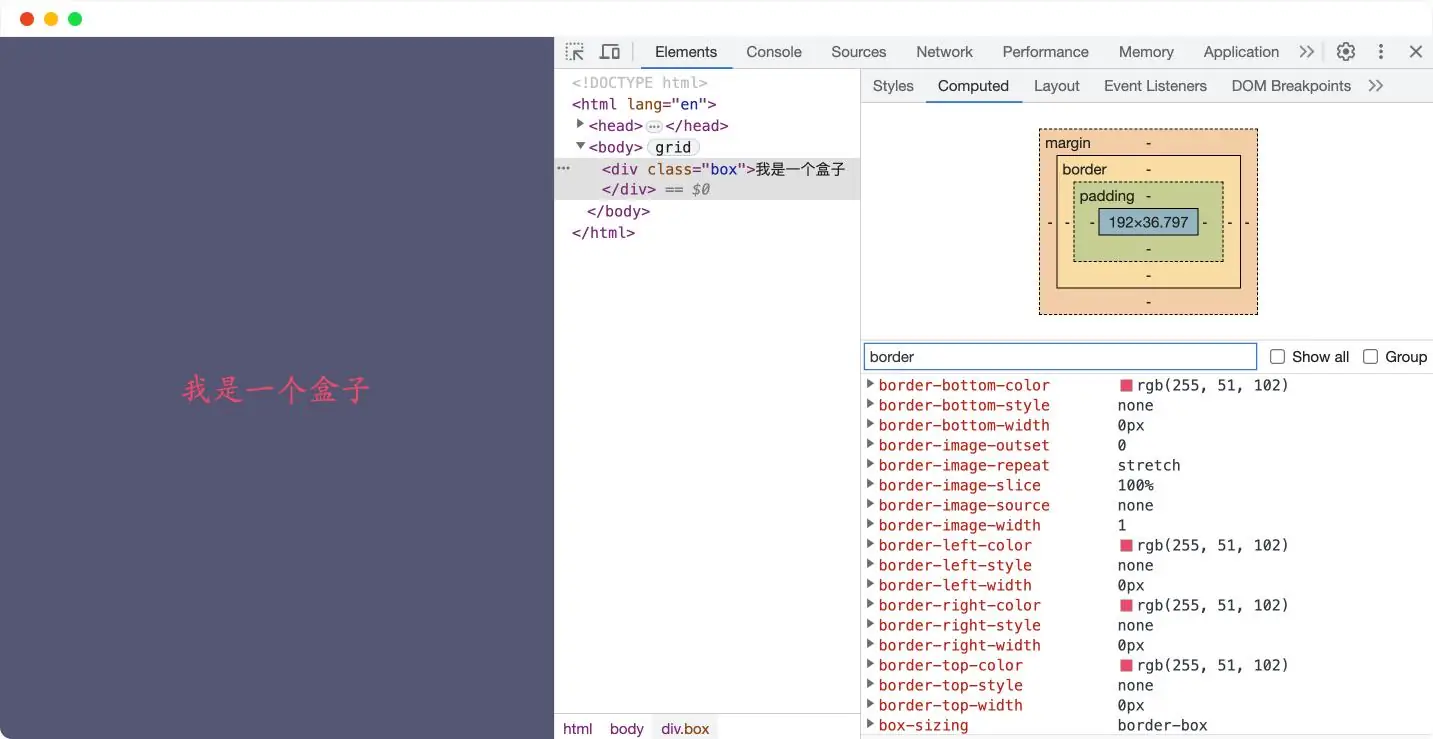 Elements Console Sources Network Performance Memory Application
<!DOCTYPE html>
<html lang="en">
<head>…</head>
<body> grid
<div class="box">我是一个盒子
</div> == $0
</body>
</html>
html body div.box
我是一个盒子
Styles Computed Layout Event Listeners DOM Breakpoints
margin -
border -
padding -
- - - 192×36.797 - - -
-
-
-
border Show all Group
border-bottom-color rgb(255, 51, 102)
border-bottom-style none
border-bottom-width 0px
border-image-outset 0
border-image-repeat stretch
border-image-slice 100%
border-image-source none
border-image-width 1
border-left-color rgb(255, 51, 102)
border-left-style none
border-left-width 0px
border-right-color rgb(255, 51, 102)
border-right-style none
border-right-width 0px
border-top-color rgb(255, 51, 102)
border-top-style none
border-top-width 0px
box-sizing border-box